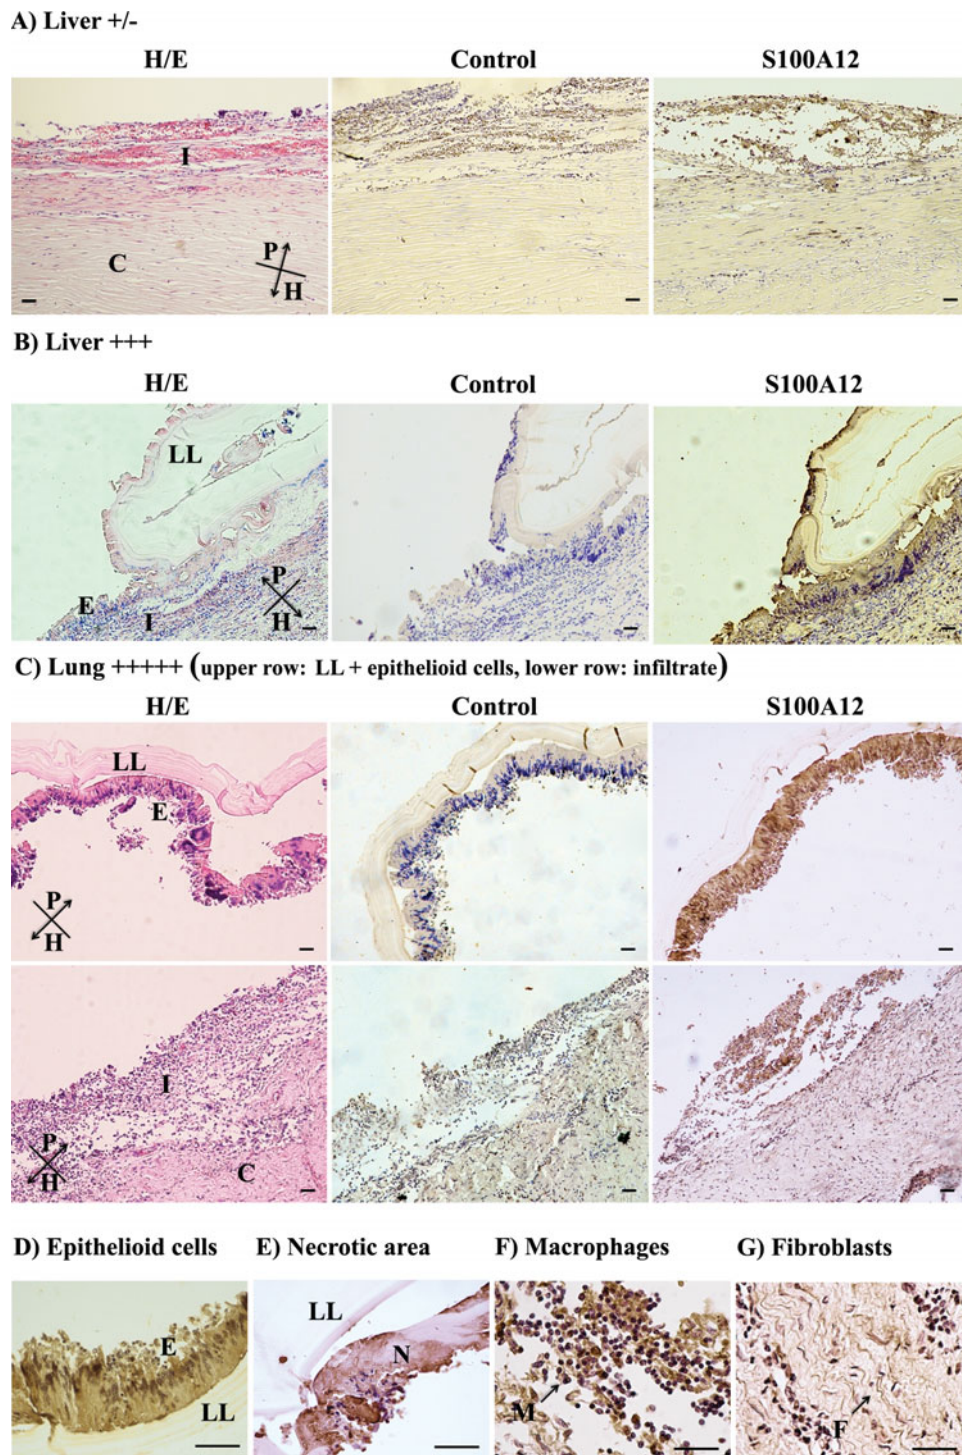 A) Liver +/-
H/E Control S100A12
I
C
P
H
B) Liver +++
H/E Control S100A12
LL
E
I
P
H
C) Lung +++++ (upper row: LL + epithelioid cells, lower row: infiltrate)
H/E Control S100A12
LL
E
P
H
I
P
H
C
D) Epithelioid cells E) Necrotic area F) Macrophages G) Fibroblasts
E
LL
LL
N
M
F